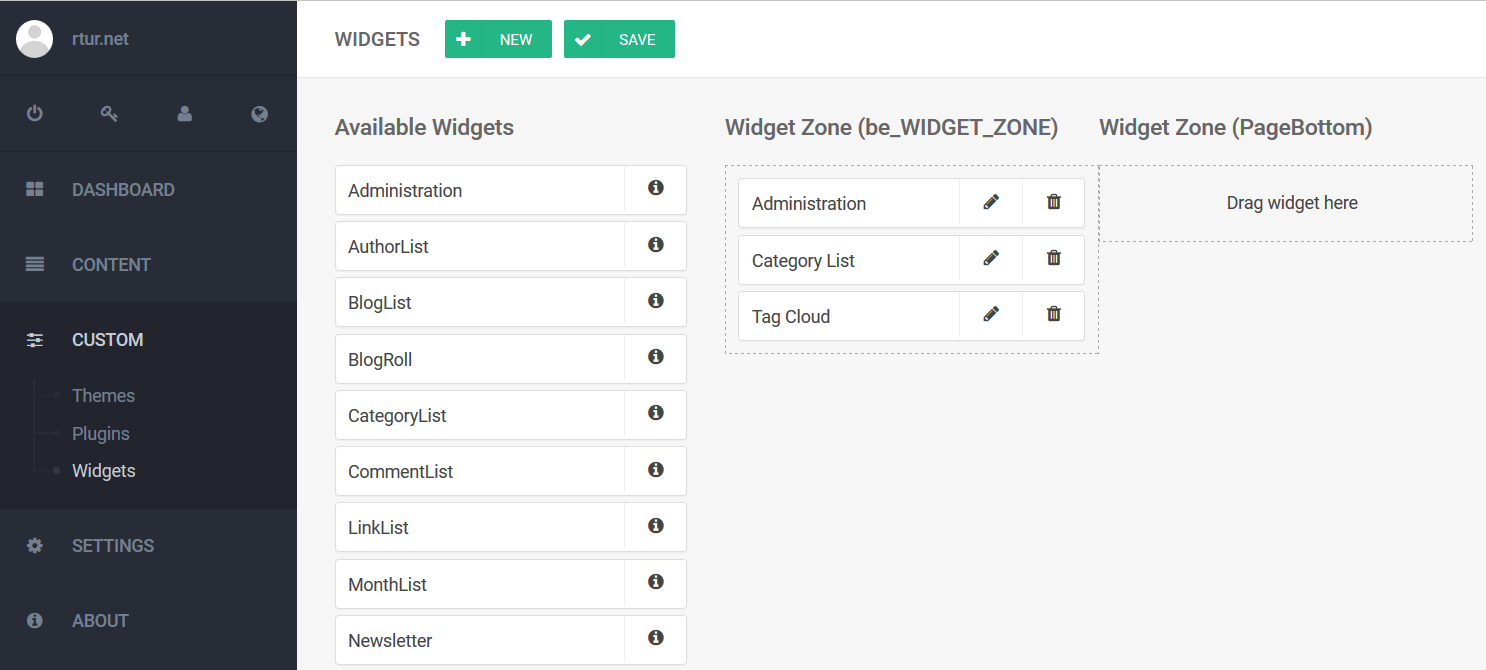 rtur.net
DASHBOARD
CONTENT
CUSTOM
Themes
Plugins
Widgets
SETTINGS
ABOUT
WIDGETS
NEW
SAVE
Available Widgets
Administration
AuthorList
BlogList
BlogRoll
CategoryList
CommentList
LinkList
MonthList
Newsletter
Widget Zone (be_WIDGET_ZONE)
Administration
Category List
Tag Cloud
Widget Zone (PageBottom)
Drag widget here